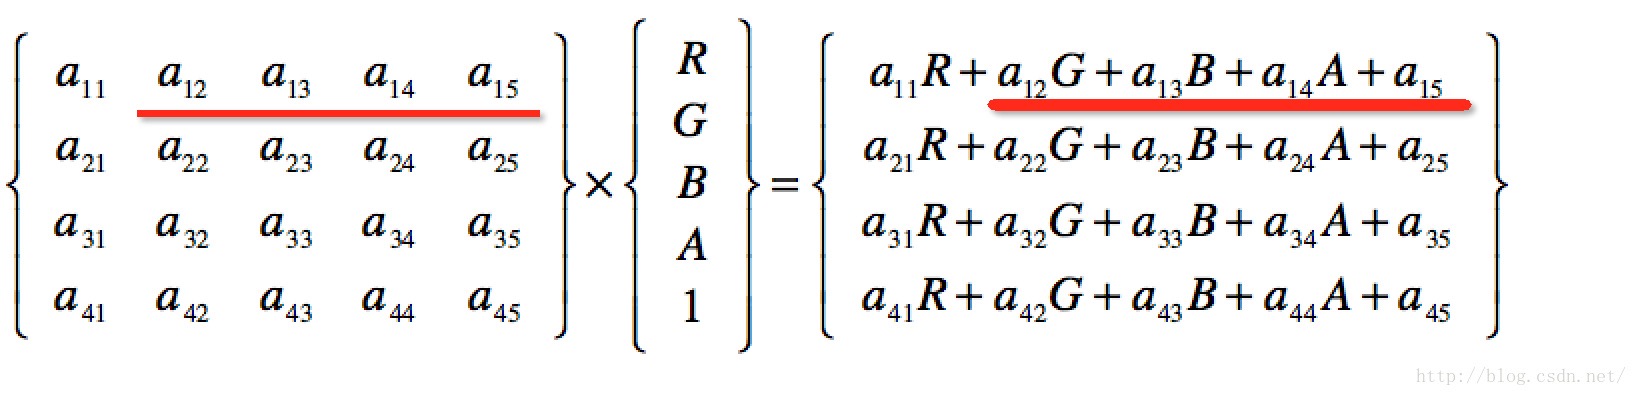 a₁₁ a₁₂ a₁₃ a₁₄ a₁₅
a₂₁ a₂₂ a₂₃ a₂₄ a₂₅
a₃₁ a₃₂ a₃₃ a₃₄ a₃₅
a₄₁ a₄₂ a₄₃ a₄₄ a₄₅
×
R
G
B
A
1
=
a₁₁R+a₁₂G+a₁₃B+a₁₄A+a₁₅
a₂₁R+a₂₂G+a₂₃B+a₂₄A+a₂₅
a₃₁R+a₃₂G+a₃₃B+a₃₄A+a₃₅
a₄₁R+a₄₂G+a₄₃B+a₄₄A+a₄₅
http://blog.csdn.net/